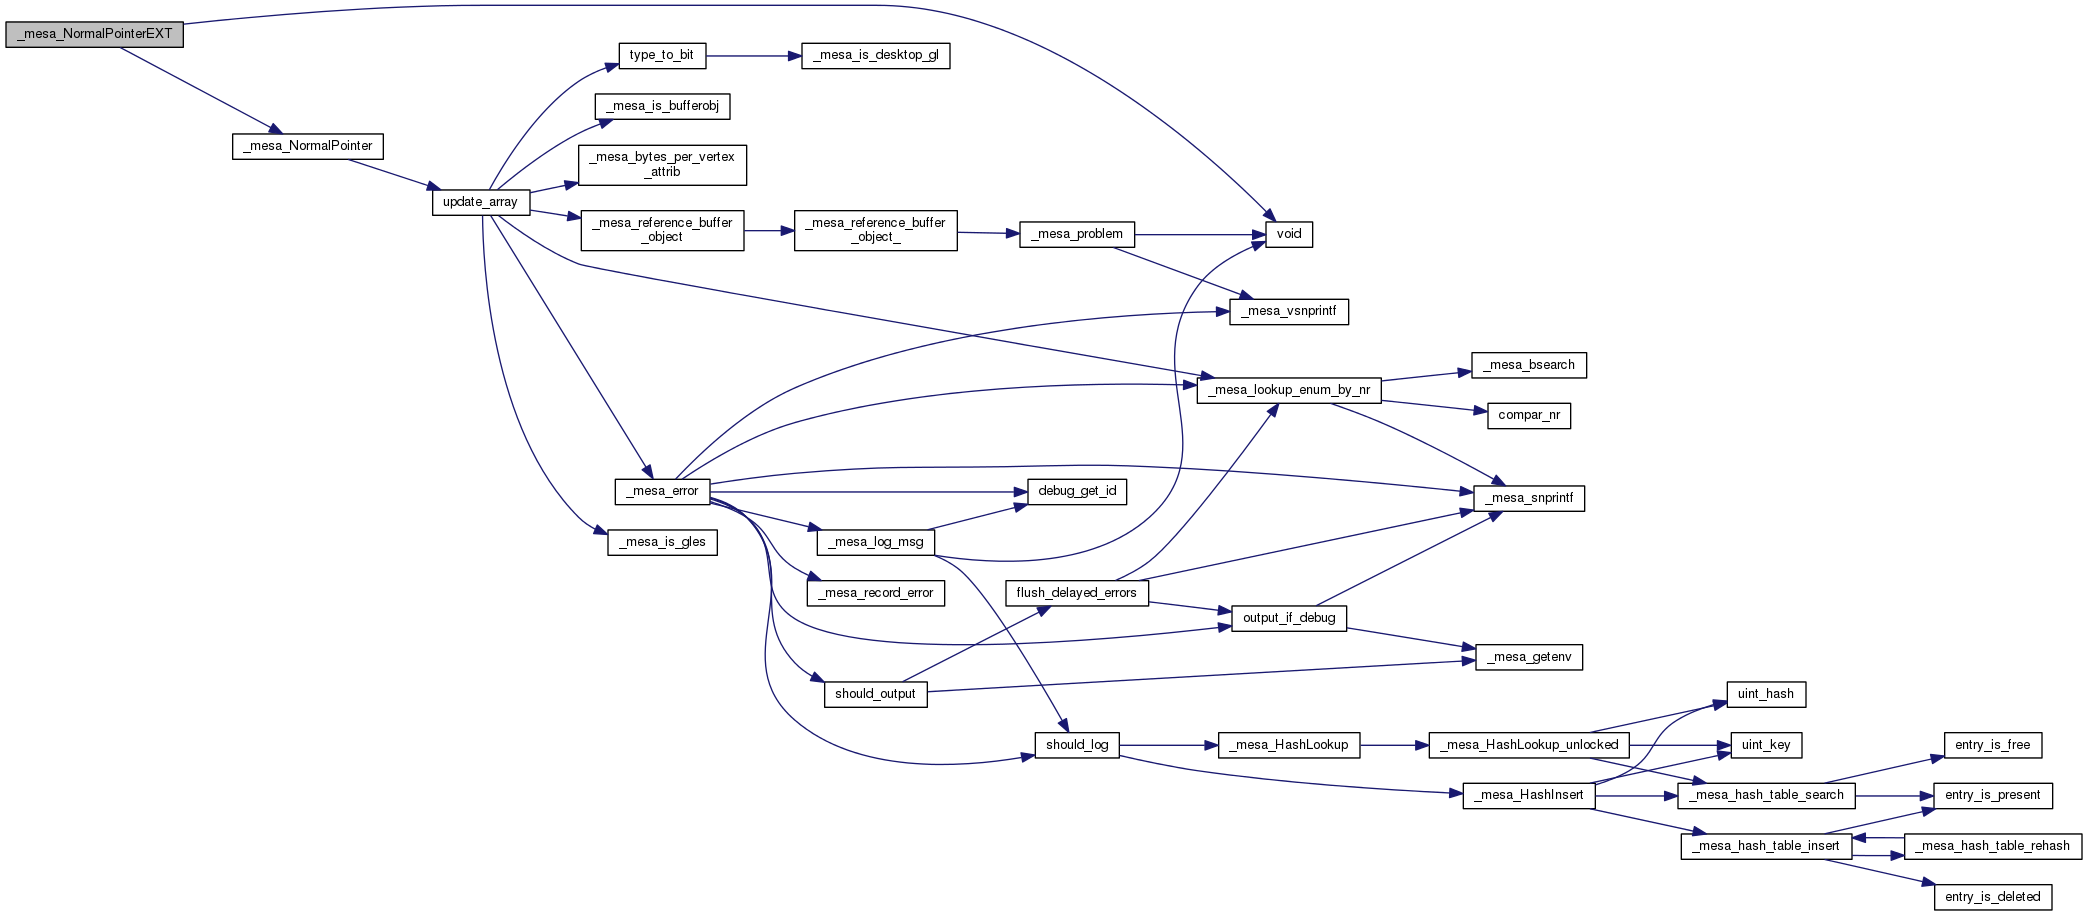 _mesa_NormalPointerEXT
_mesa_NormalPointer
update_array
type_to_bit
_mesa_is_desktop_gl
_mesa_is_bufferobj
_mesa_bytes_per_vertex
_attrib
_mesa_reference_buffer
_object
_mesa_reference_buffer
_object_
_mesa_problem
void
_mesa_vsnprintf
_mesa_lookup_enum_by_nr
_mesa_bsearch
compar_nr
_mesa_error
_mesa_snprintf
debug_get_id
_mesa_is_gles
_mesa_log_msg
_mesa_record_error
flush_delayed_errors
output_if_debug
_mesa_getenv
should_output
should_log
_mesa_HashLookup
_mesa_HashLookup_unlocked
uint_hash
uint_key
entry_is_free
_mesa_HashInsert
_mesa_hash_table_search
entry_is_present
_mesa_hash_table_insert
_mesa_hash_table_rehash
entry_is_deleted